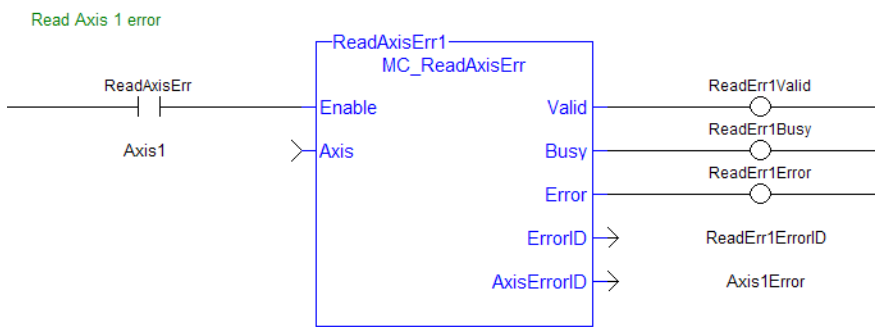 Read Axis 1 error
ReadAxisErr1
MC_ReadAxisErr
ReadAxisErr
Enable
Valid
ReadErr1Valid
Axis1
Axis
Busy
ReadErr1Busy
Error
ReadErr1Error
ErrorID
ReadErr1ErrorID
AxisErrorID
Axis1Error